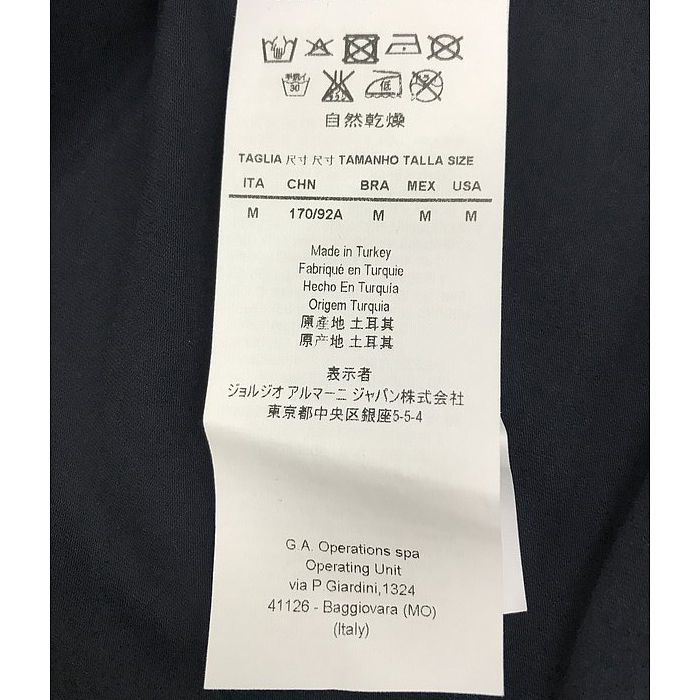 手洗イ
30
低
自然乾燥
TAGLIA 尺寸 尺寸 TAMANHO TALLA SIZE
ITA CHN BRA MEX USA
M 170/92A M M M
Made in Turkey
Fabriqué en Turquie
Hecho En Turquía
Origem Turquia
原產地 土耳其
原产地 土耳其
表示者
ジョルジオ アルマーニ ジャパン株式会社
東京都中央区銀座5-5-4
G.A. Operations spa
Operating Unit
via P Giardini,1324
41126 - Baggiovara (MO)
(Italy)